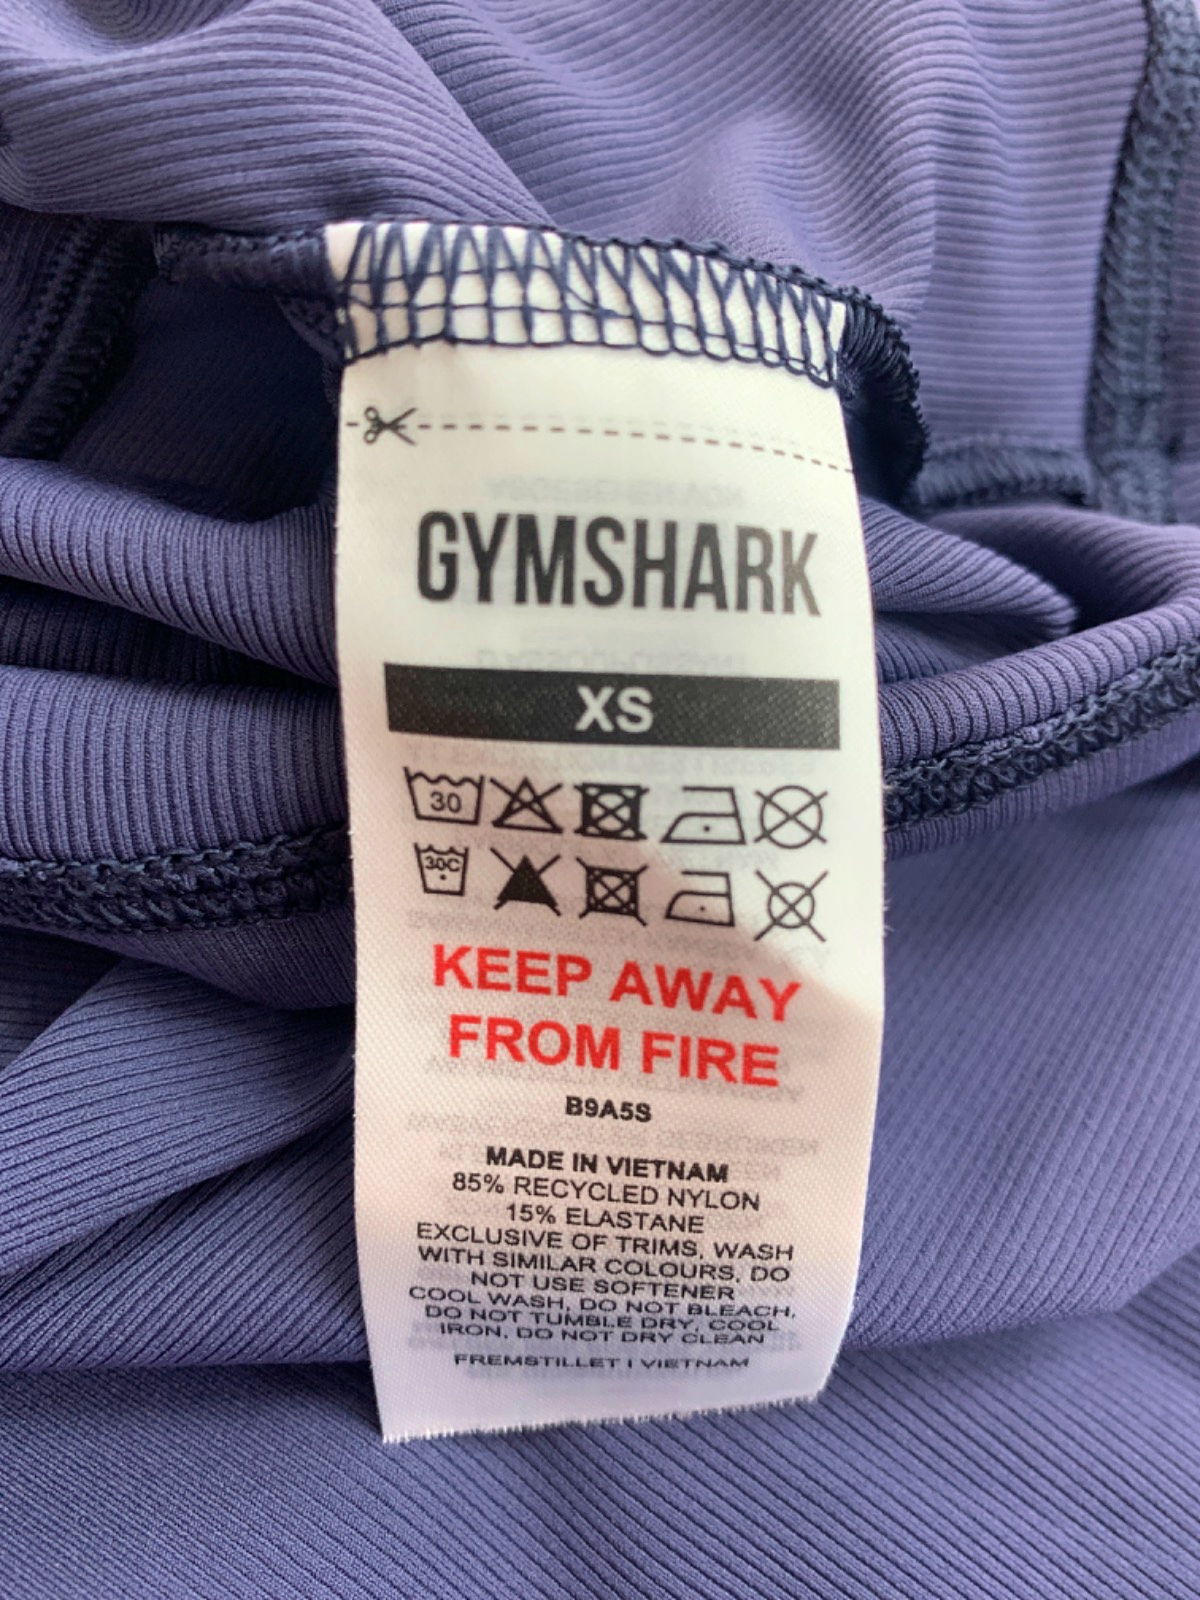 GYMSHARK
XS
30
30C
KEEP AWAY
FROM FIRE
B9A5S
MADE IN VIETNAM
85% RECYCLED NYLON
15% ELASTANE
EXCLUSIVE OF TRIMS, WASH
WITH SIMILAR COLOURS, DO
NOT USE SOFTENER
COOL WASH, DO NOT BLEACH,
DO NOT TUMBLE DRY, COOL
IRON, DO NOT DRY CLEAN
FREMSTILLET I VIETNAM